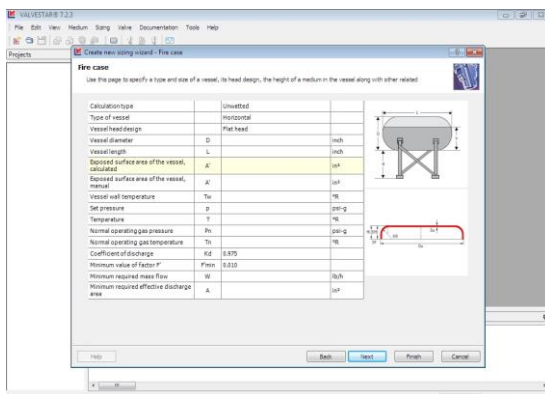 VALVESTAR® 7.2.3
File Edit View Medium Sizing Valve Documentation Tools Help
Projects
Create new sizing wizard - Fire case
Fire case
Use this page to specify a type and size of a vessel, its head design, the height of a medium in the vessel along with other related
Calculation type Unwetted
Type of vessel Horizontal
Vessel head design Flat head
Vessel diameter D inch
Vessel length L inch
Exposed surface area of the vessel,
calculated A' in²
Exposed surface area of the vessel,
manual A' in²
Vessel wall temperature Tw °R
Set pressure p psi-g
Temperature T °R
Normal operating gas pressure Pn psi-g
Normal operating gas temperature Tn °R
Coefficient of discharge Kd 0.975
Minimum value of factor F' F'min 0.010
Minimum required mass flow W lb/h
Minimum required effective discharge
area A in²
L
Da
Help Back Next Finish Cancel